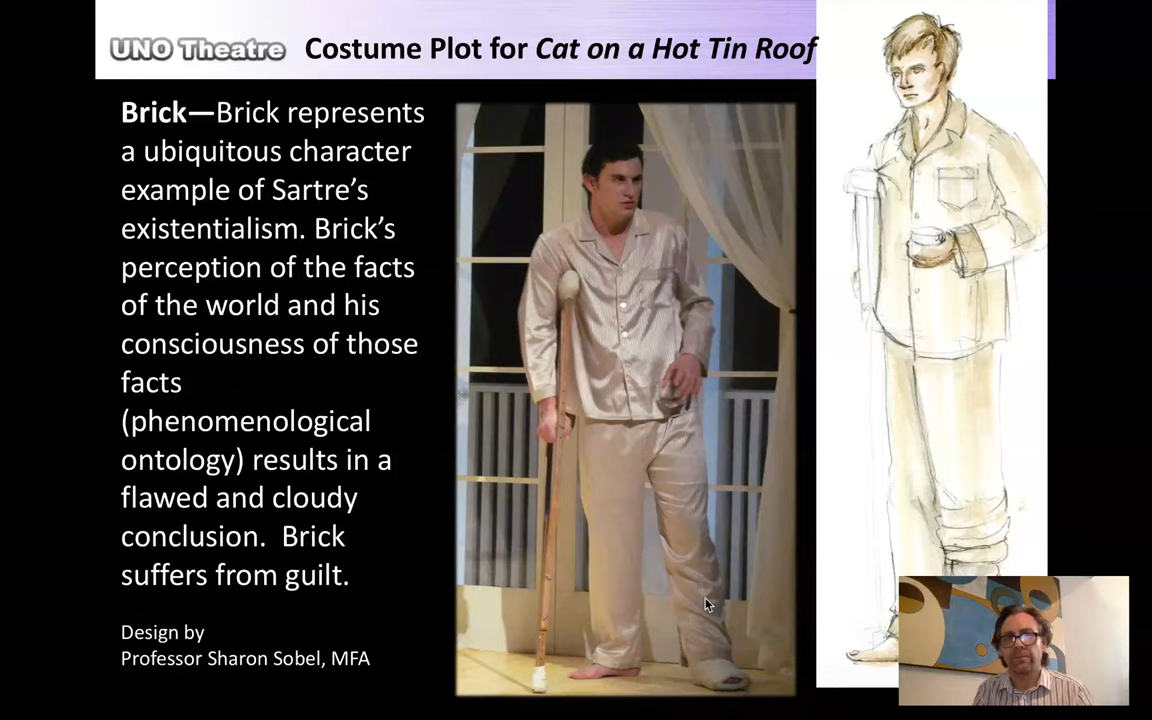 UNO Theatre Costume Plot for Cat on a Hot Tin Roof
Brick—Brick represents
a ubiquitous character
example of Sartre’s
existentialism. Brick’s
perception of the facts
of the world and his
consciousness of those
facts
(phenomenological
ontology) results in a
flawed and cloudy
conclusion.  Brick
suffers from guilt.
Design by
Professor Sharon Sobel, MFA